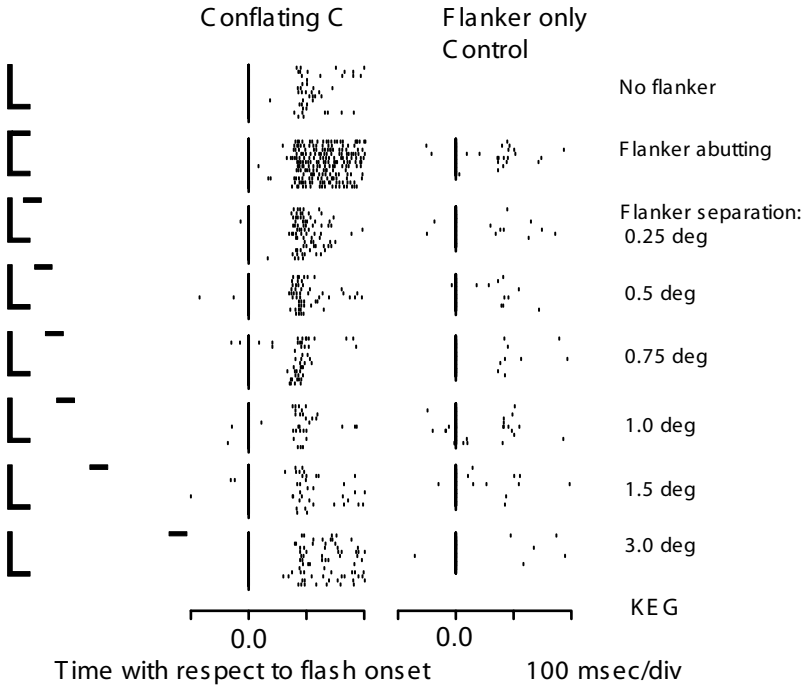 Conflating C
Flanker only
Control
No flanker
Flanker abutting
Flanker separation:
0.25 deg
0.5 deg
0.75 deg
1.0 deg
1.5 deg
3.0 deg
KEG
0.0
0.0
Time with respect to flash onset
100 msec/div